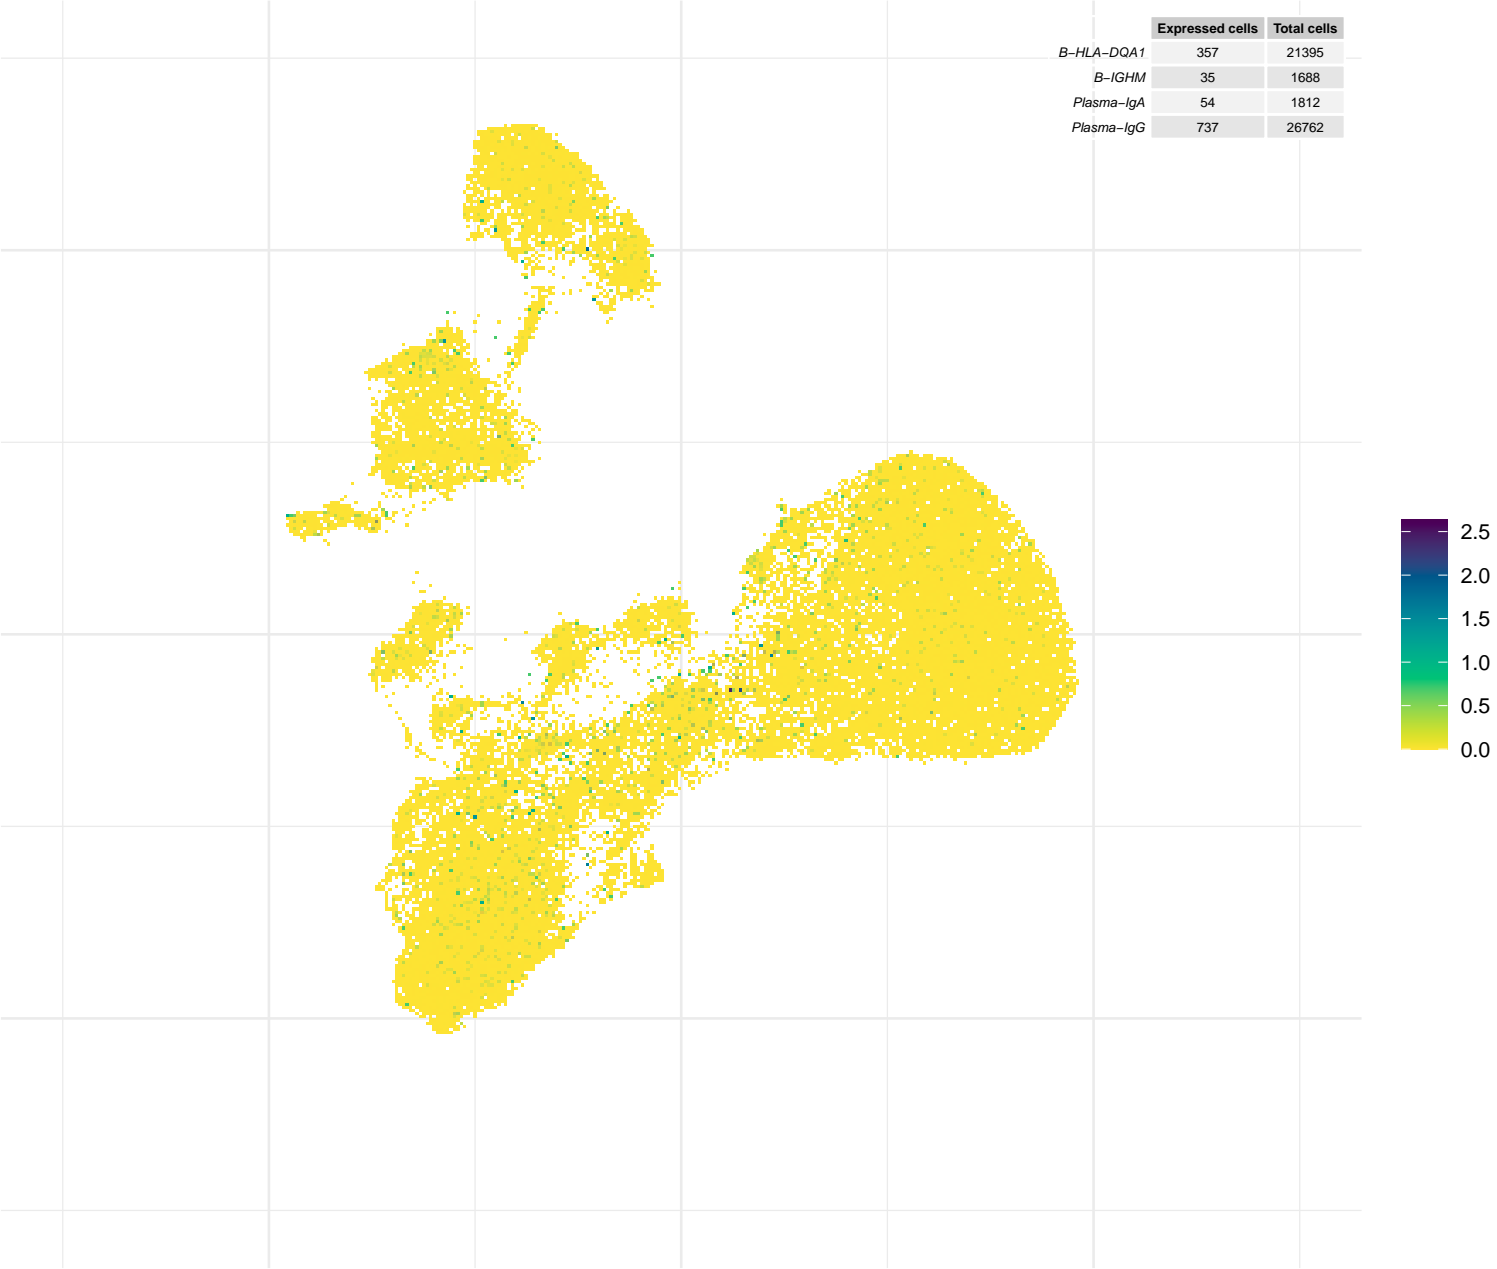 Expressed cells Total cells
B−HLA−DQA1 357 21395
B−IGHM 35 1688
Plasma−IgA 54 1812
Plasma−IgG 737 26762
2.5
2.0
1.5
1.0
0.5
0.0